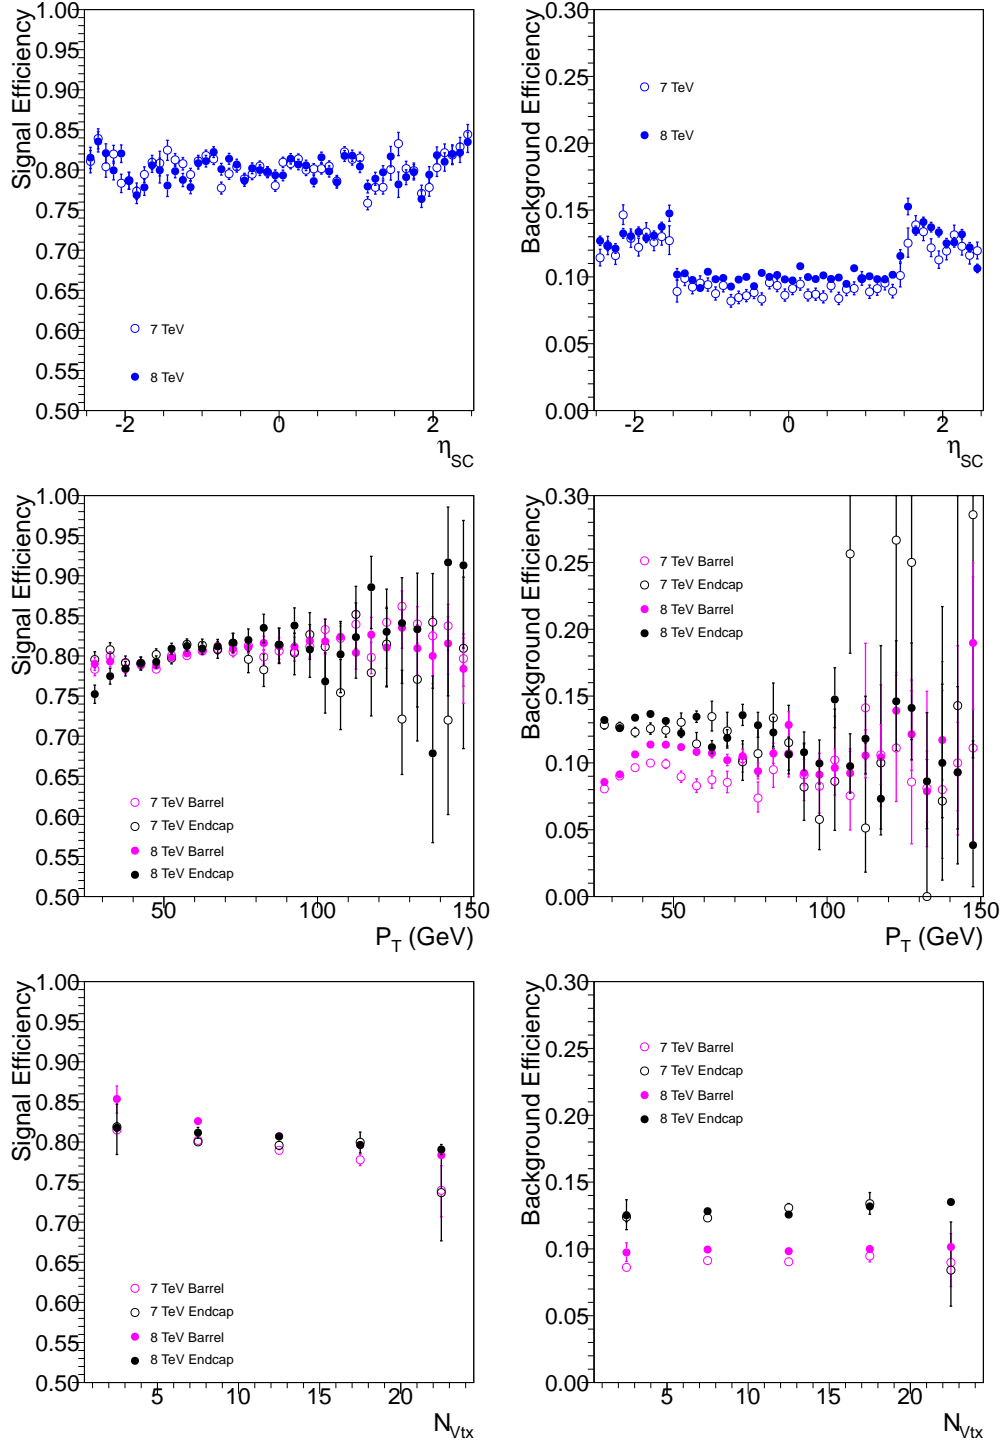 Signal Efficiency
1.00
0.95
0.90
0.85
0.80
0.75
0.70
0.65
0.60
0.55
0.50
7 TeV
8 TeV
-2 0 2
ηSC
Background Efficiency
0.30
0.25
0.20
0.15
0.10
0.05
0.00
7 TeV
8 TeV
-2 0 2
ηSC
Signal Efficiency
1.00
0.95
0.90
0.85
0.80
0.75
0.70
0.65
0.60
0.55
0.50
7 TeV Barrel
7 TeV Endcap
8 TeV Barrel
8 TeV Endcap
50 100 150
PT (GeV)
Background Efficiency
0.30
0.25
0.20
0.15
0.10
0.05
0.00
7 TeV Barrel
7 TeV Endcap
8 TeV Barrel
8 TeV Endcap
50 100 150
PT (GeV)
Signal Efficiency
1.00
0.95
0.90
0.85
0.80
0.75
0.70
0.65
0.60
0.55
0.50
7 TeV Barrel
7 TeV Endcap
8 TeV Barrel
8 TeV Endcap
5 10 15 20
NVtx
Background Efficiency
0.30
0.25
0.20
0.15
0.10
0.05
0.00
7 TeV Barrel
7 TeV Endcap
8 TeV Barrel
8 TeV Endcap
5 10 15 20
NVtx